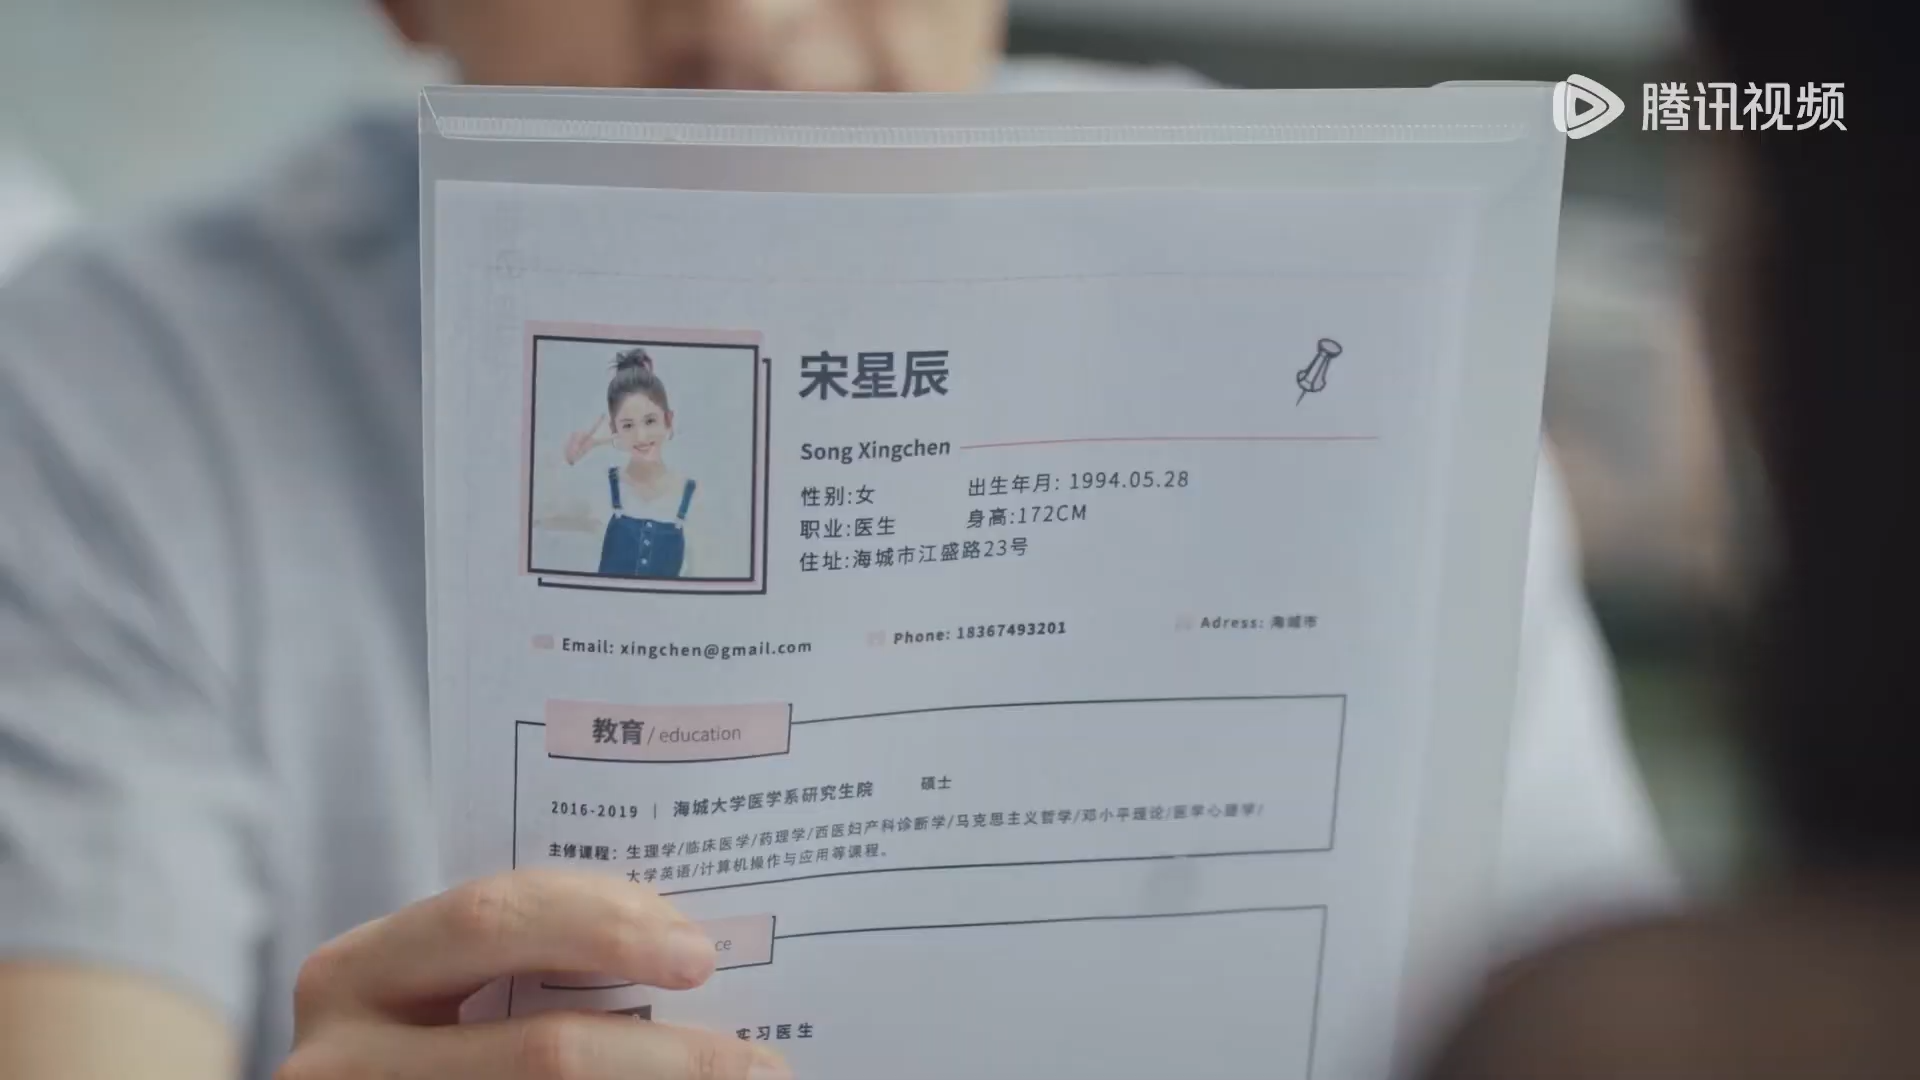 腾讯视频
宋星辰
Song Xingchen
性别:女 出生年月: 1994.05.28
职业:医生 身高:172CM
住址:海城市江盛路23号
Email: xingchen@gmail.com Phone: 18367493201 Adress: 海城市
教育 / education
2016-2019 | 海城大学医学系研究生院 硕士
主修课程: 生理学/临床医学/药理学/西医妇产科诊断学/马克思主义哲学/邓小平理论/医学心理学/
大学英语/计算机操作与应用等课程。
ce
实习医生